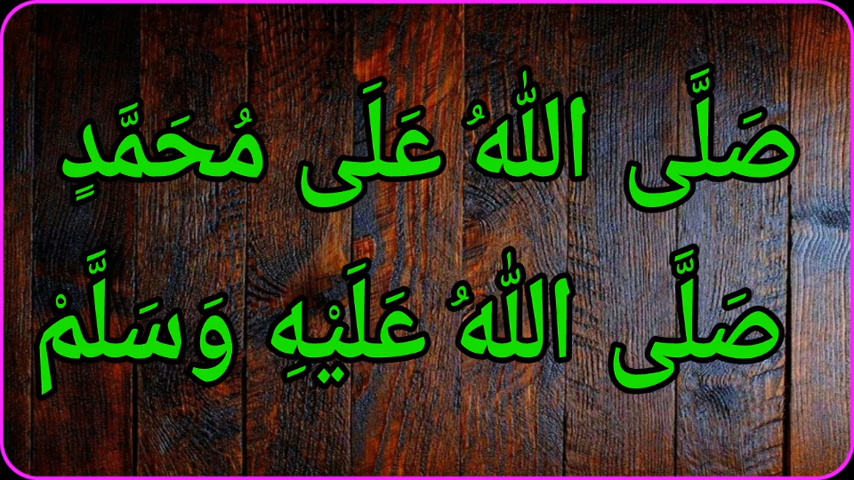 صَلَّى اللّٰهُ عَلَى مُحَمَّدٍ
صَلَّى اللّٰهُ عَلَيْهِ وَسَلَّمْ